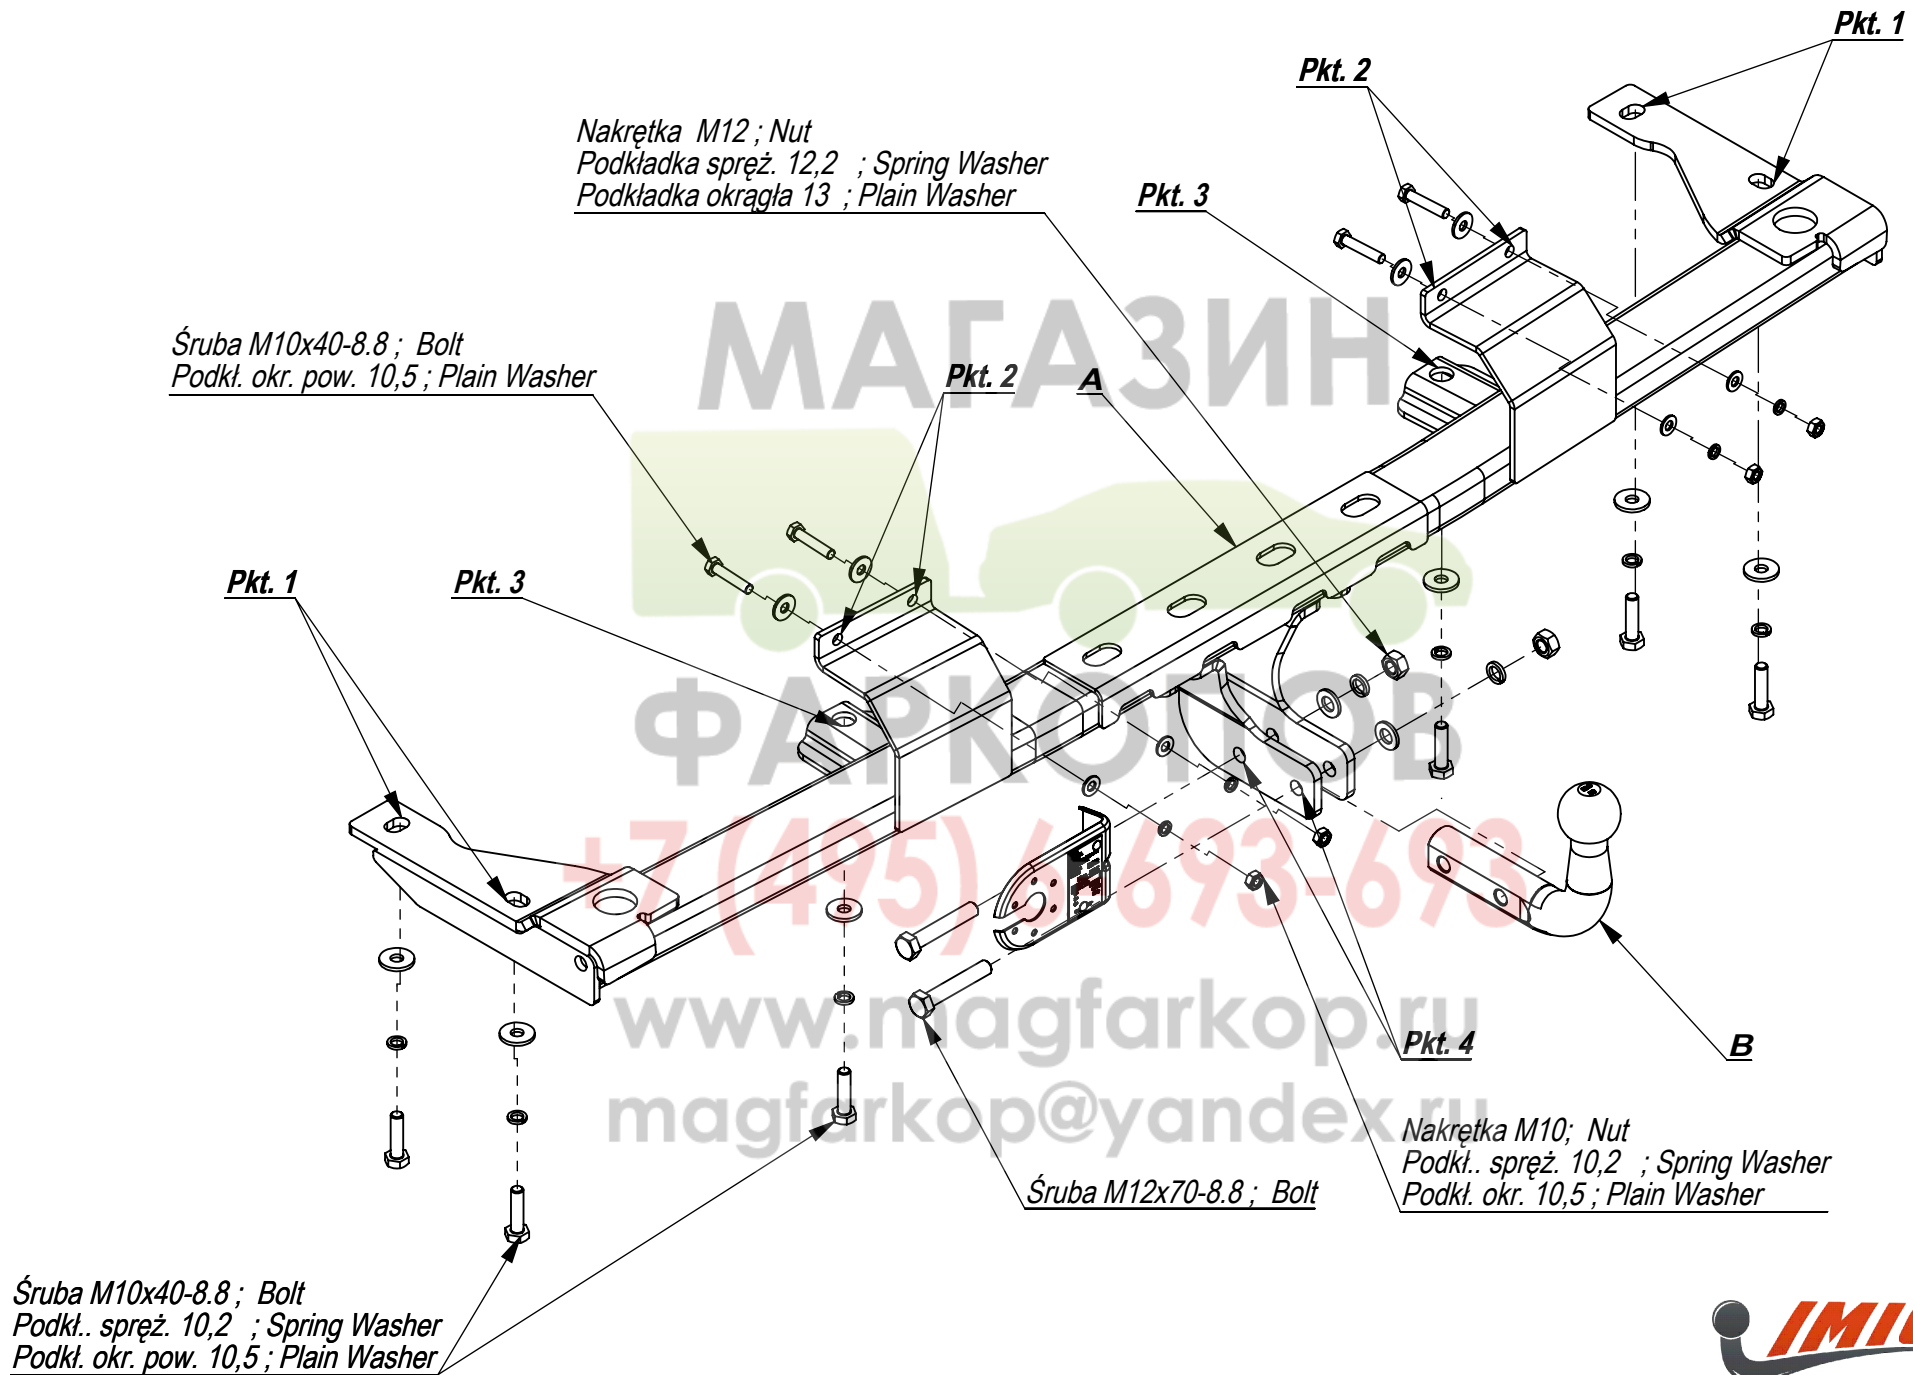 Pkt. 1
Pkt. 2
Nakrętka M12 ; Nut
Podkładka spręż. 12,2 ; Spring Washer
Podkładka okrągła 13 ; Plain Washer
Pkt. 3
Śruba M10x40-8.8 ; Bolt
Podkł. okr. pow. 10,5 ; Plain Washer
Pkt. 2
A
МАГАЗИН
Pkt. 1
Pkt. 3
ФАРКОПОВ
+7 (495) 6-693-693
www.magfarkop.ru
Pkt. 4
B
magfarkop@yandex.ru
Nakrętka M10; Nut
Podkł.. spręż. 10,2 ; Spring Washer
Podkł. okr. 10,5 ; Plain Washer
Śruba M12x70-8.8 ; Bolt
Śruba M10x40-8.8 ; Bolt
Podkł.. spręż. 10,2 ; Spring Washer
Podkł. okr. pow. 10,5 ; Plain Washer